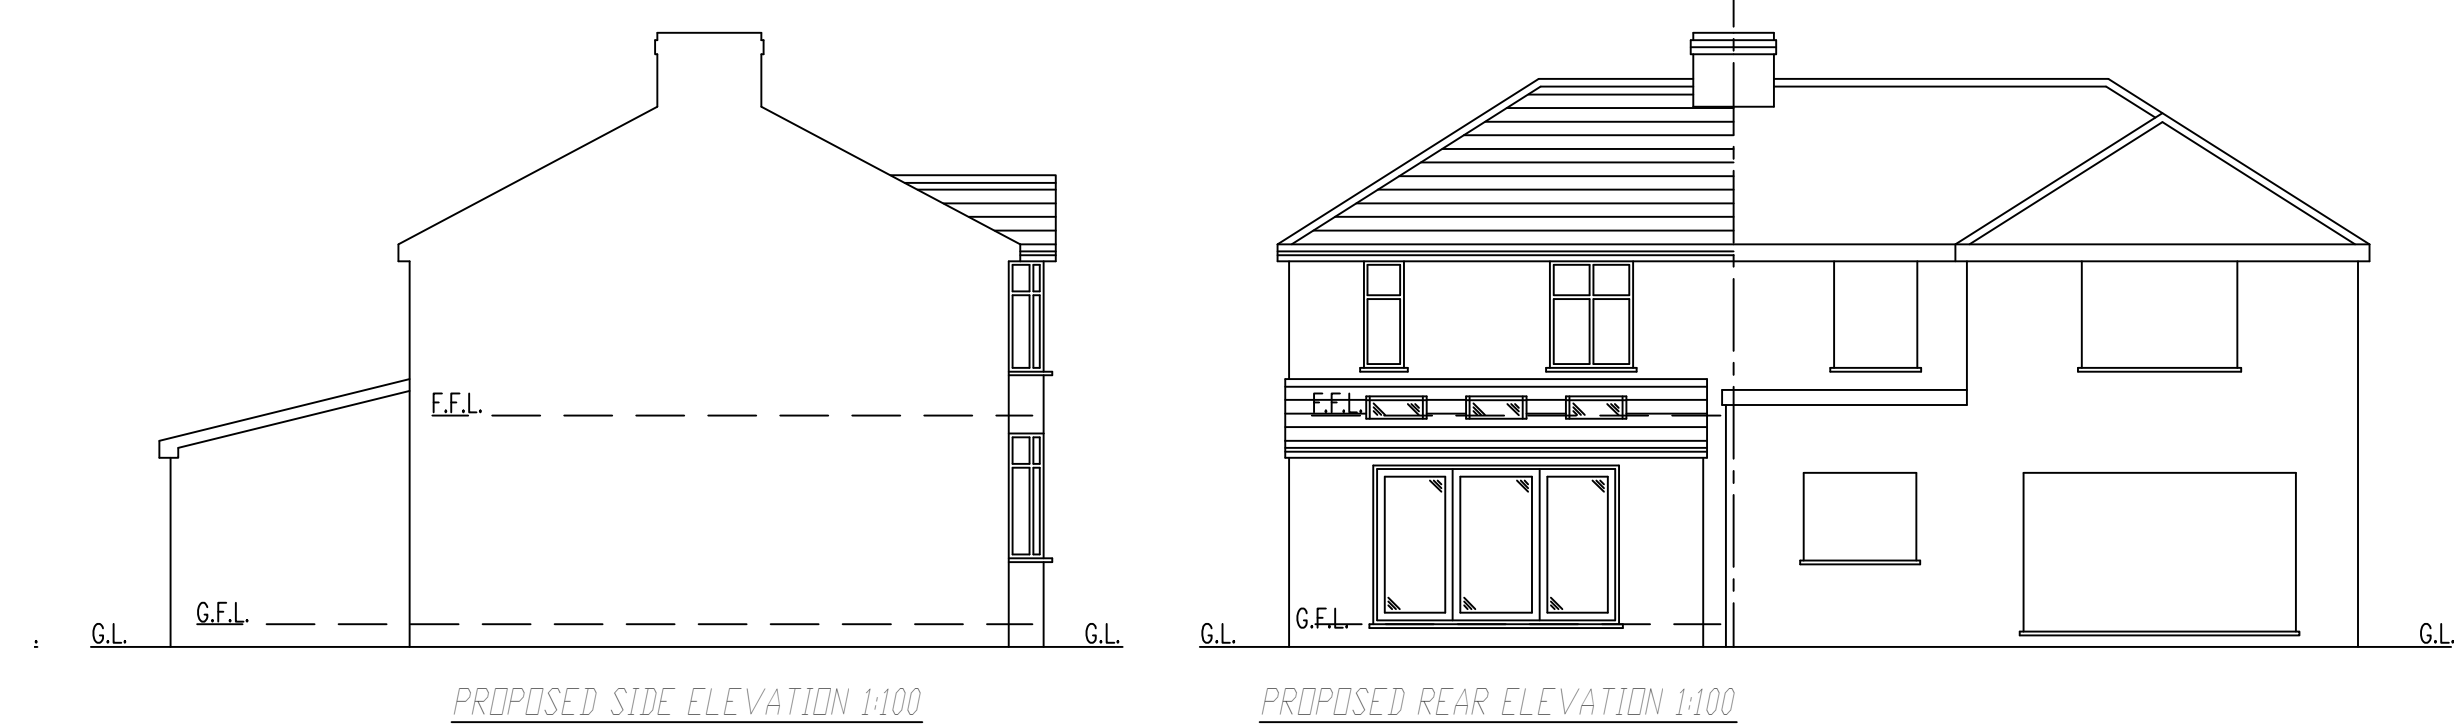 F.F.L.
F.F.L.
G.F.L.
G.F.L.
G.L.
G.L.
G.L.
G.L.
PROPOSED SIDE ELEVATION 1:100
PROPOSED REAR ELEVATION 1:100